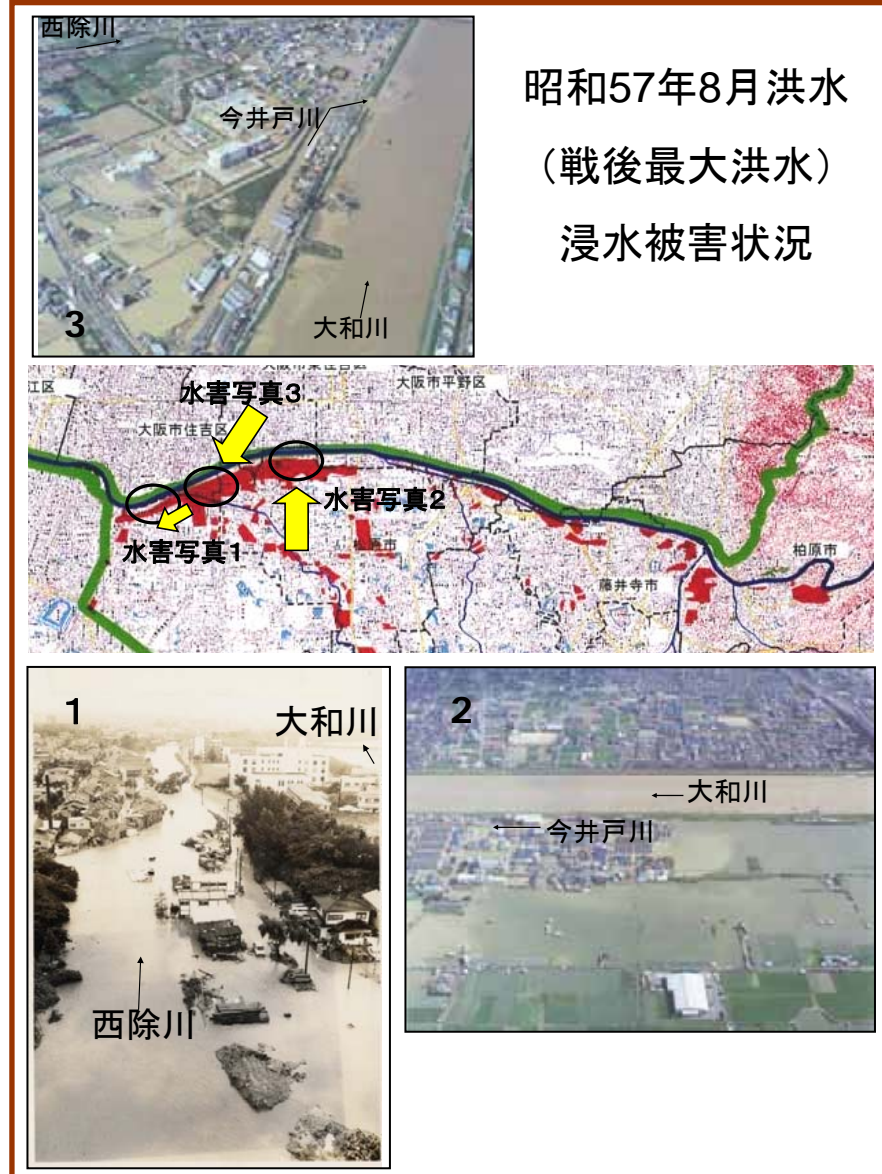 西除川
今井戸川
大和川
3
昭和57年8月洪水
(戦後最大洪水)
浸水被害状況
江区
大阪市平野区
水害写真3
大阪市住吉区
水害写真2
水害写真1
市
柏原市
藤井寺市
1
大和川
西除川
2
大和川
今井戸川